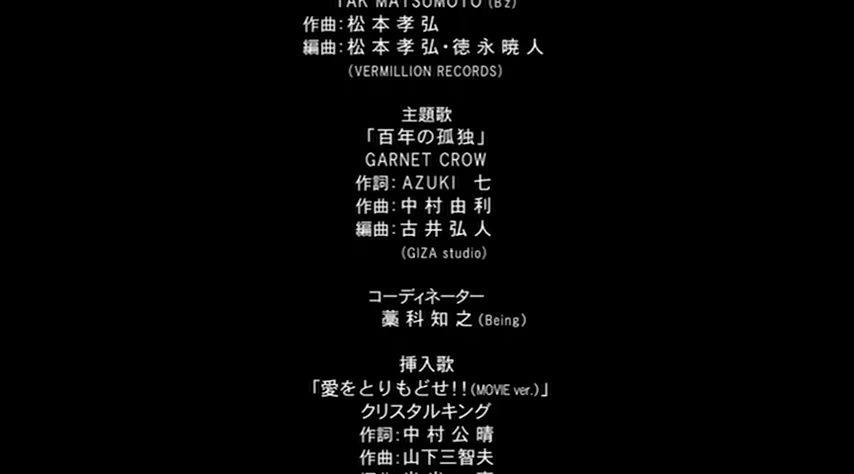 TAK MATSUMOTO (B'z)
作曲:松本孝弘
編曲:松本孝弘・徳永暁人
(VERMILLION RECORDS)
主題歌
「百年の孤独」
GARNET CROW
作詞:AZUKI 七
作曲:中村由利
編曲:古井弘人
(GIZA studio)
コーディネーター
藁科知之(Being)
挿入歌
「愛をとりもどせ!!(MOVIE ver.)」
クリスタルキング
作詞:中村公晴
作曲:山下三智夫